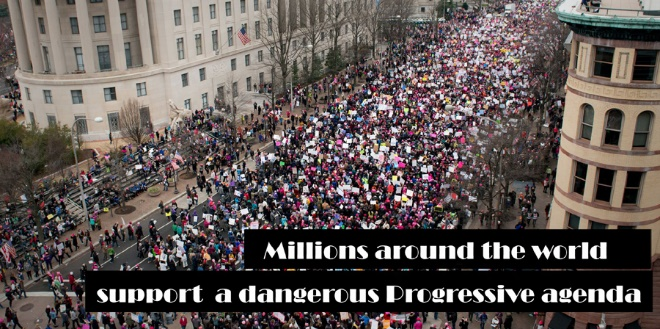 Millions around the world
support a dangerous Progressive agenda